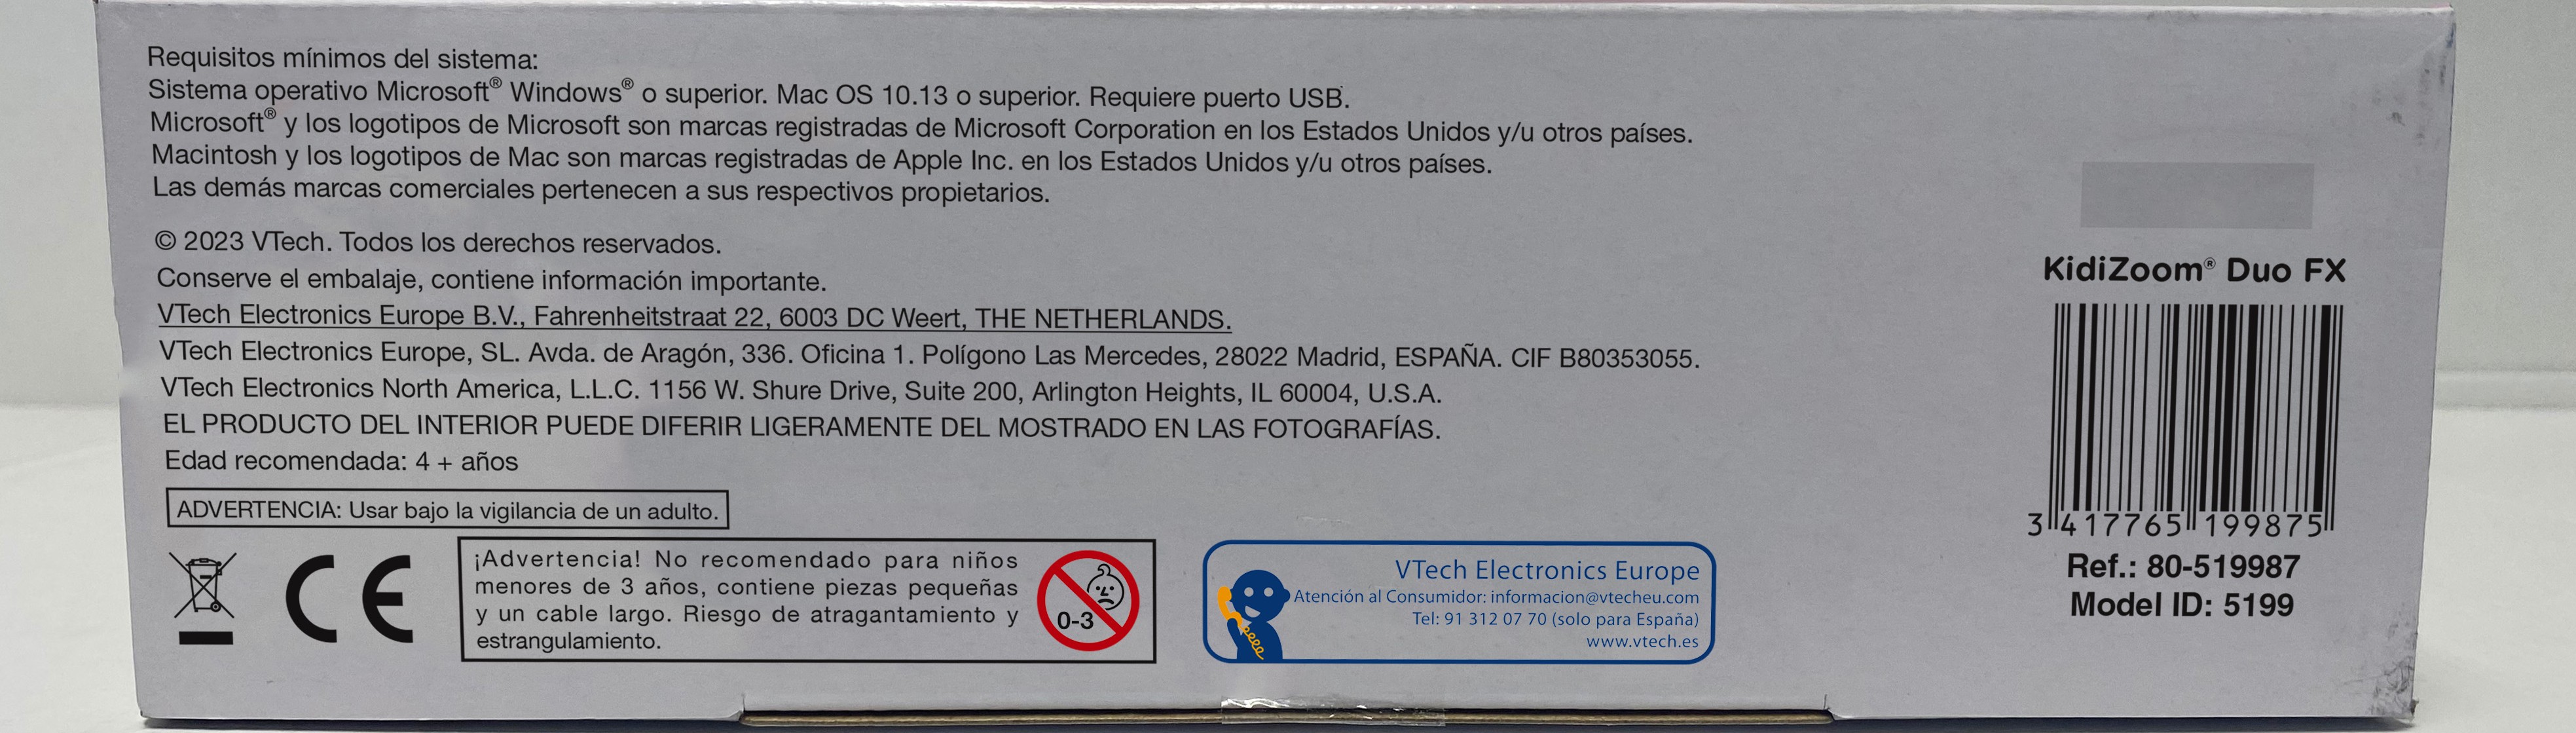 Requisitos mínimos del sistema:
Sistema operativo Microsoft® Windows® o superior. Mac OS 10.13 o superior. Requiere puerto USB.
Microsoft® y los logotipos de Microsoft son marcas registradas de Microsoft Corporation en los Estados Unidos y/u otros países.
Macintosh y los logotipos de Mac son marcas registradas de Apple Inc. en los Estados Unidos y/u otros países.
Las demás marcas comerciales pertenecen a sus respectivos propietarios.
© 2023 VTech. Todos los derechos reservados.
Conserve el embalaje, contiene información importante.
VTech Electronics Europe B.V., Fahrenheitstraat 22, 6003 DC Weert, THE NETHERLANDS.
VTech Electronics Europe, SL. Avda. de Aragón, 336. Oficina 1. Polígono Las Mercedes, 28022 Madrid, ESPAÑA. CIF B80353055.
VTech Electronics North America, L.L.C. 1156 W. Shure Drive, Suite 200, Arlington Heights, IL 60004, U.S.A.
EL PRODUCTO DEL INTERIOR PUEDE DIFERIR LIGERAMENTE DEL MOSTRADO EN LAS FOTOGRAFÍAS.
Edad recomendada: 4 + años
ADVERTENCIA: Usar bajo la vigilancia de un adulto.
CE
¡Advertencia! No recomendado para niños
menores de 3 años, contiene piezas pequeñas
y un cable largo. Riesgo de atragantamiento y
estrangulamiento.
0-3
VTech Electronics Europe
Atención al Consumidor: informacion@vtecheu.com
Tel: 91 312 07 70 (solo para España)
www.vtech.es
KidiZoom® Duo FX
3 417765 199875
Ref.: 80-519987
Model ID: 5199